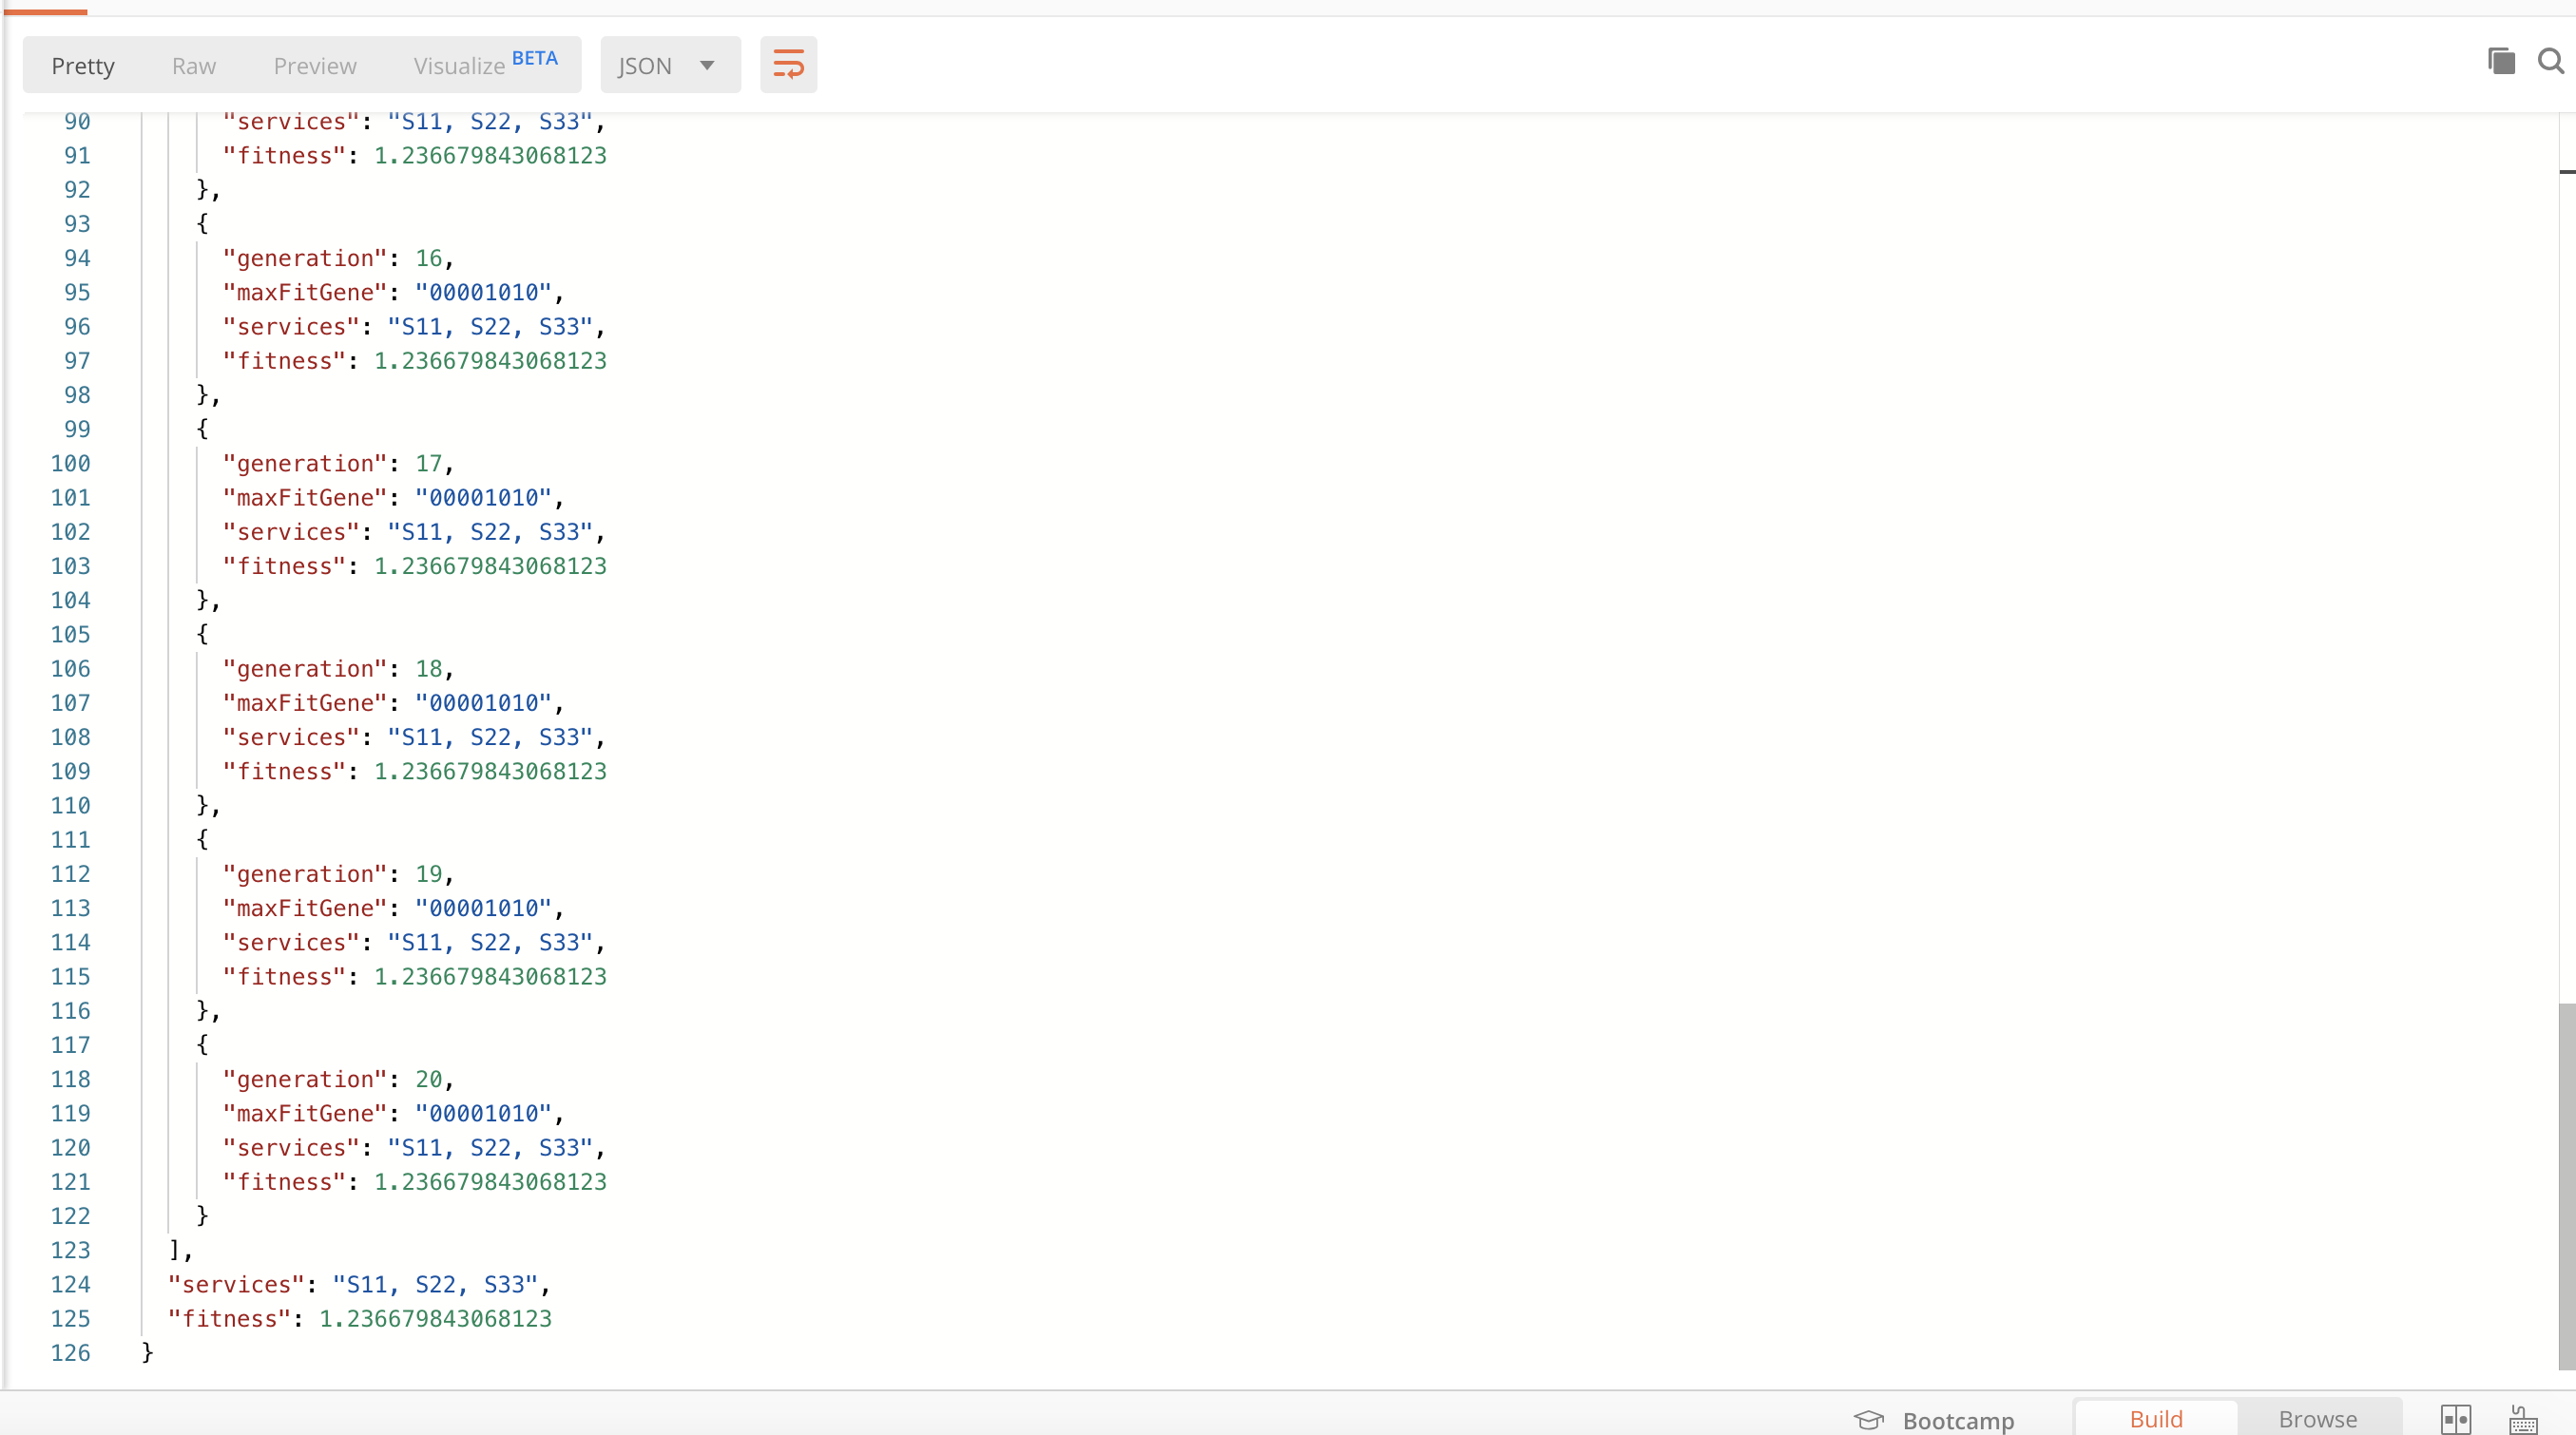 Pretty Raw Preview Visualize BETA JSON
90 "services": "S11, S22, S33",
91 "fitness": 1.236679843068123
92 },
93 {
94 "generation": 16,
95 "maxFitGene": "00001010",
96 "services": "S11, S22, S33",
97 "fitness": 1.236679843068123
98 },
99 {
100 "generation": 17,
101 "maxFitGene": "00001010",
102 "services": "S11, S22, S33",
103 "fitness": 1.236679843068123
104 },
105 {
106 "generation": 18,
107 "maxFitGene": "00001010",
108 "services": "S11, S22, S33",
109 "fitness": 1.236679843068123
110 },
111 {
112 "generation": 19,
113 "maxFitGene": "00001010",
114 "services": "S11, S22, S33",
115 "fitness": 1.236679843068123
116 },
117 {
118 "generation": 20,
119 "maxFitGene": "00001010",
120 "services": "S11, S22, S33",
121 "fitness": 1.236679843068123
122 }
123 ],
124 "services": "S11, S22, S33",
125 "fitness": 1.236679843068123
126 }
Bootcamp Build Browse